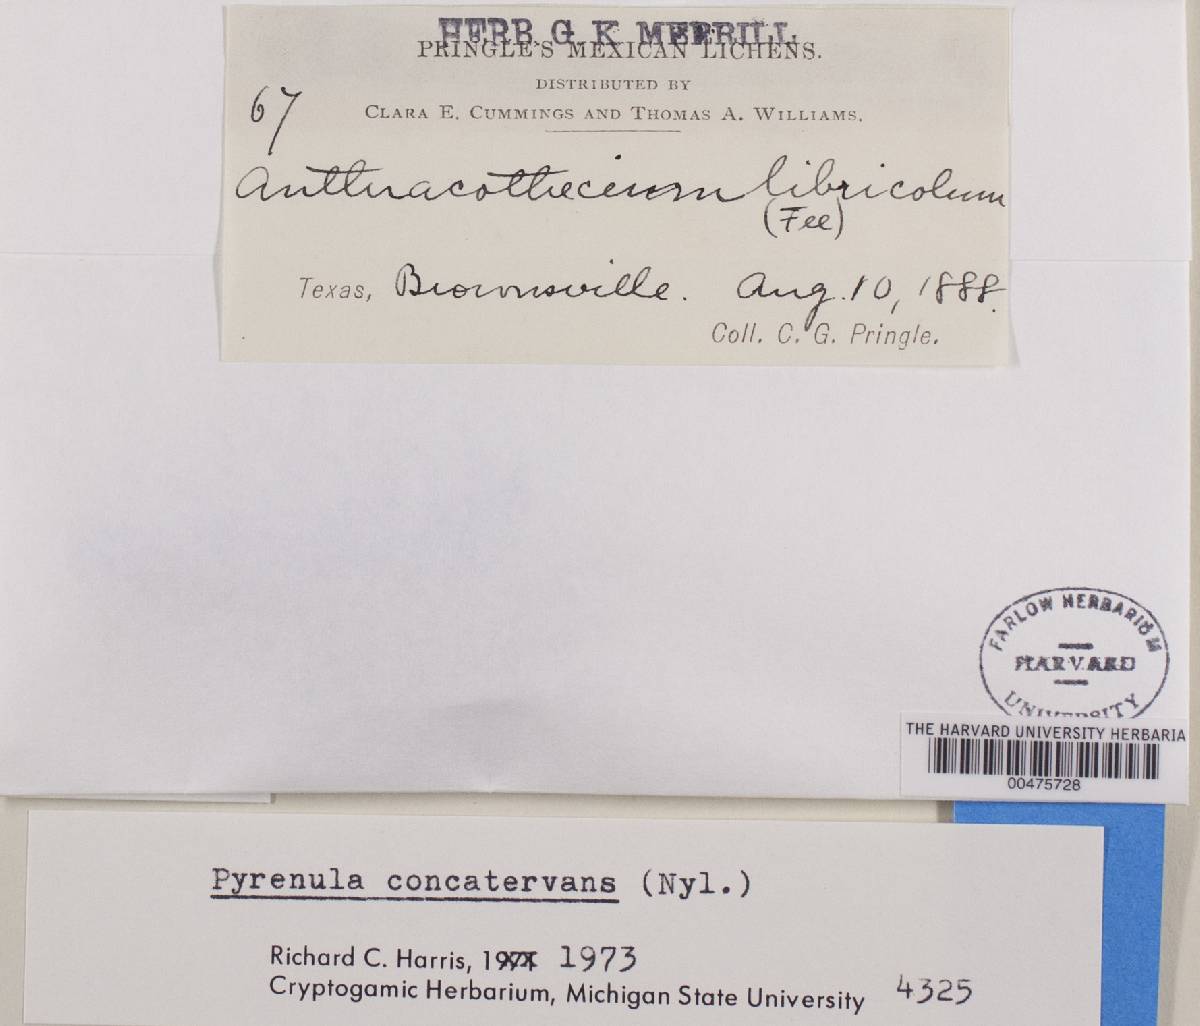 HERB. G. K. MERRILL
PRINGLE'S MEXICAN LICHENS.
DISTRIBUTED BY
CLARA E. CUMMINGS AND THOMAS A. WILLIAMS.
67
Anthracothecium libricolum
(Fee)
Texas, Brownsville. Aug. 10, 1888.
Coll. C. G. Pringle.
FARLOW HERBARIUM
HARVARD
UNIVERSITY
THE HARVARD UNIVERSITY HERBARIA
00475728
Pyrenula concatervans (Nyl.)
Richard C. Harris, 1973
Cryptogamic Herbarium, Michigan State University 4325